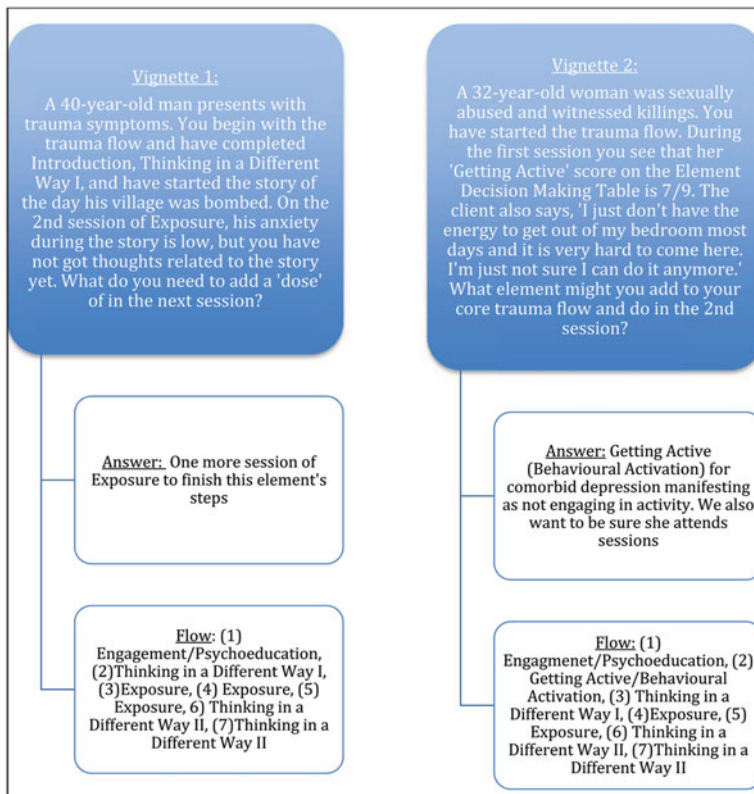 Vignette 1:
A 40-year-old man presents with
trauma symptoms. You begin with the
trauma flow and have completed
Introduction, Thinking in a Different
Way I, and have started the story of
the day his village was bombed. On the
2nd session of Exposure, his anxiety
during the story is low, but you have
not got thoughts related to the story
yet. What do you need to add a 'dose'
of in the next session?
Answer: One more session of
Exposure to finish this element's
steps
Flow: (1)
Engagement/Psychoeducation,
(2)Thinking in a Different Way I,
(3)Exposure, (4) Exposure, (5)
Exposure, 6) Thinking in a
Different Way II, (7)Thinking in a
Different Way II
Vignette 2:
A 32-year-old woman was sexually
abused and witnessed killings. You
have started the trauma flow. During
the first session you see that her
'Getting Active' score on the Element
Decision Making Table is 7/9. The
client also says, 'I just don't have the
energy to get out of my bedroom most
days and it is very hard to come here.
I'm just not sure I can do it anymore.'
What element might you add to your
core trauma flow and do in the 2nd
session?
Answer: Getting Active
(Behavioural Activation) for
comorbid depression manifesting
as not engaging in activity. We also
want to be sure she attends
sessions
Flow: (1)
Engagmenet/Psychoeducation, (2)
Getting Active/Behavioural
Activation, (3) Thinking in a
Different Way I, (4)Exposure, (5)
Exposure, (6) Thinking in a
Different Way II, (7)Thinking in a
Different Way II